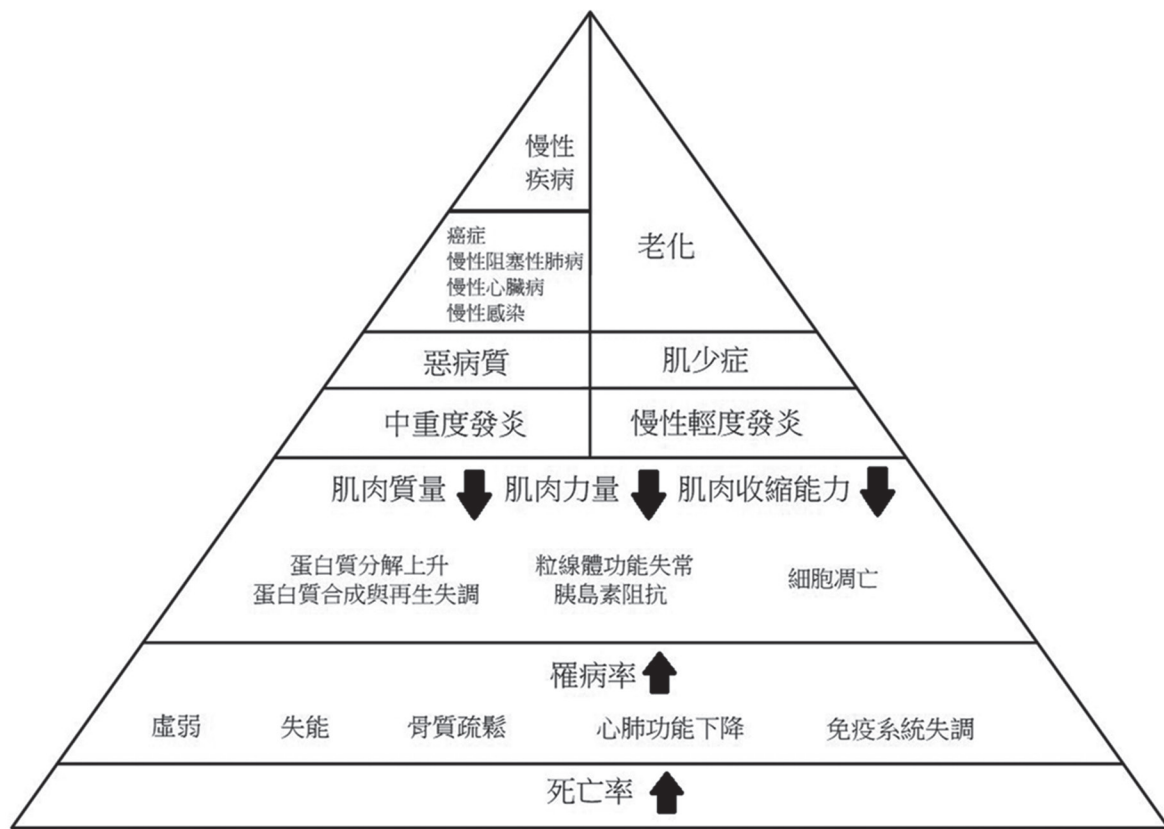 慢性
疾病
老化
癌症
慢性阻塞性肺病
慢性心臟病
慢性感染
惡病質
肌少症
中重度發炎
慢性輕度發炎
肌肉質量
肌肉力量
肌肉收縮能力
蛋白質分解上升
蛋白質合成與再生失調
粒線體功能失常
胰島素阻抗
細胞凋亡
罹病率
虛弱
失能
骨質疏鬆
心肺功能下降
免疫系統失調
死亡率